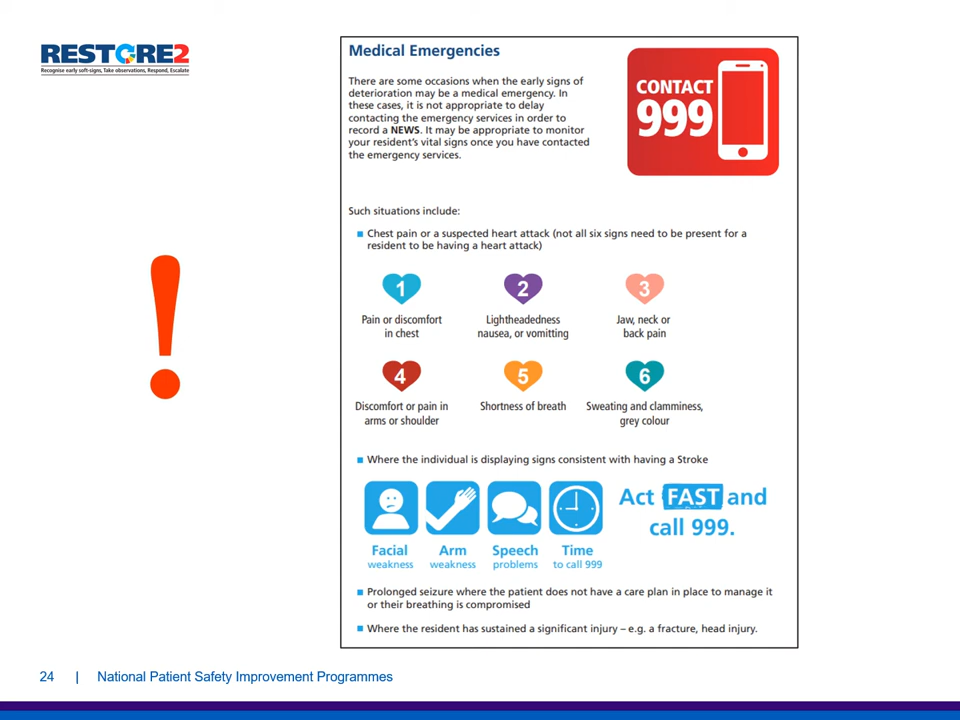 RESTORE2
Recognise early soft-signs, Take observations, Respond, Escalate
Medical Emergencies
There are some occasions when the early signs of
deterioration may be a medical emergency. In
these cases, it is not appropriate to delay
contacting the emergency services in order to
record a NEWS. It may be appropriate to monitor
your resident's vital signs once you have contacted
the emergency services.
CONTACT
999
Such situations include:
Chest pain or a suspected heart attack (not all six signs need to be present for a
resident to be having a heart attack)
1
Pain or discomfort
in chest
2
Lightheadedness
nausea, or vomitting
3
Jaw, neck or
back pain
4
Discomfort or pain in
arms or shoulder
5
Shortness of breath
6
Sweating and clamminess,
grey colour
Where the individual is displaying signs consistent with having a Stroke
Facial
weakness
Arm
weakness
Speech
problems
Time
to call 999
Act FAST and
call 999.
Prolonged seizure where the patient does not have a care plan in place to manage it
or their breathing is compromised
Where the resident has sustained a significant injury – e.g. a fracture, head injury.
!
24 | National Patient Safety Improvement Programmes